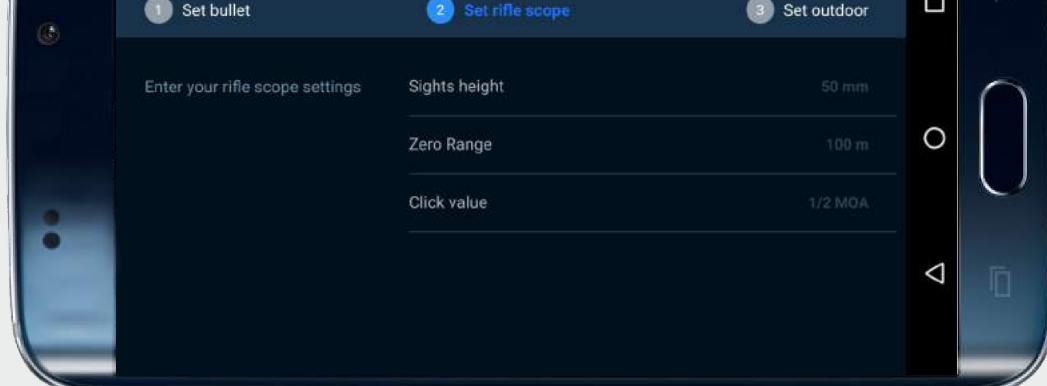 1 Set bullet 2 Set rifle scope 3 Set outdoor
Enter your rifle scope settings Sights height 50 mm
Zero Range 100 m
Click value 1/2 MOA